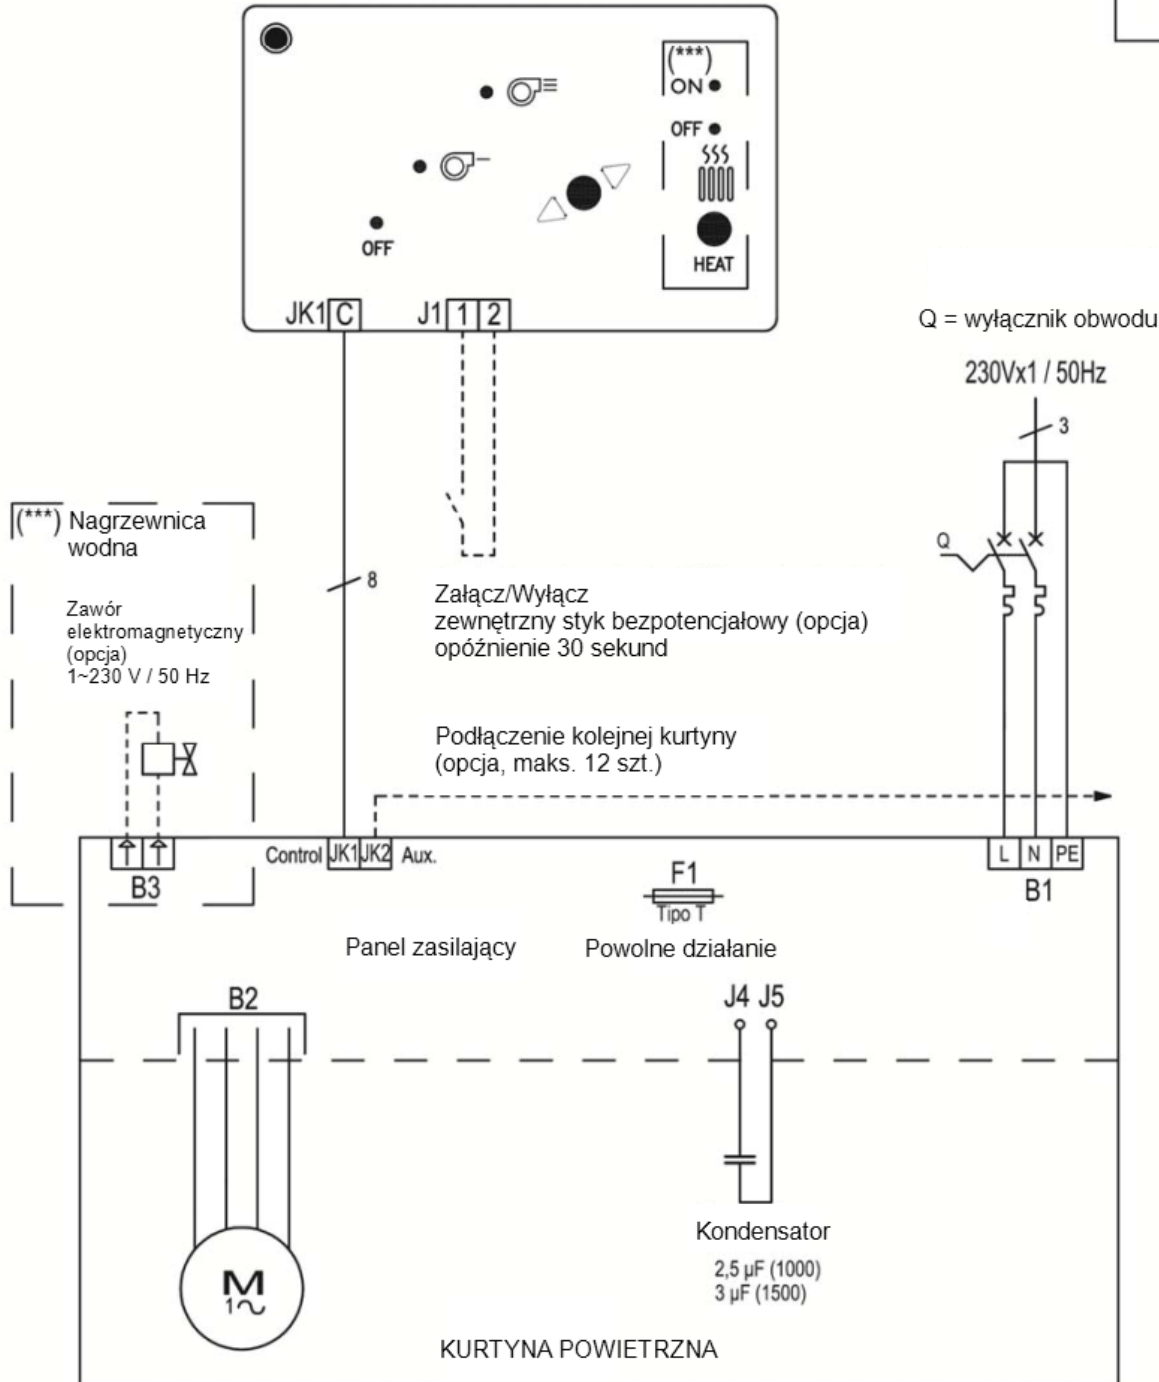 (***)
ON
OFF
OFF
HEAT
JK1 C
J1 1 2
Q = wyłącznik obwodu
230Vx1 / 50Hz
3
(***) Nagrzewnica
wodna
Q
8
Załącz/Wyłącz
zewnętrzny styk bezpotencjałowy (opcja)
opóźnienie 30 sekund
Zawór
elektromagnetyczny
(opcja)
1~230 V / 50 Hz
Podłączenie kolejnej kurtyny
(opcja, maks. 12 szt.)
Control JK1 JK2 Aux.
L N PE
B3
F1
B1
Tipo T
Panel zasilający
Powolne działanie
B2
J4 J5
Kondensator
2,5 µF (1000)
3 µF (1500)
M
1~
KURTYNA POWIETRZNA